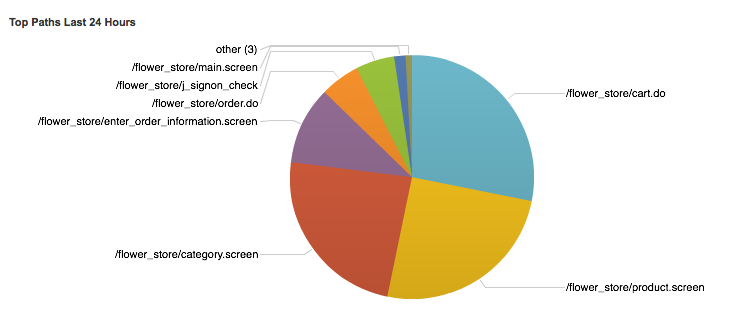 Top Paths Last 24 Hours
other (3)
/flower_store/main.screen
/flower_store/j_signon_check
/flower_store/order.do
/flower_store/enter_order_information.screen
/flower_store/category.screen
/flower_store/cart.do
/flower_store/product.screen